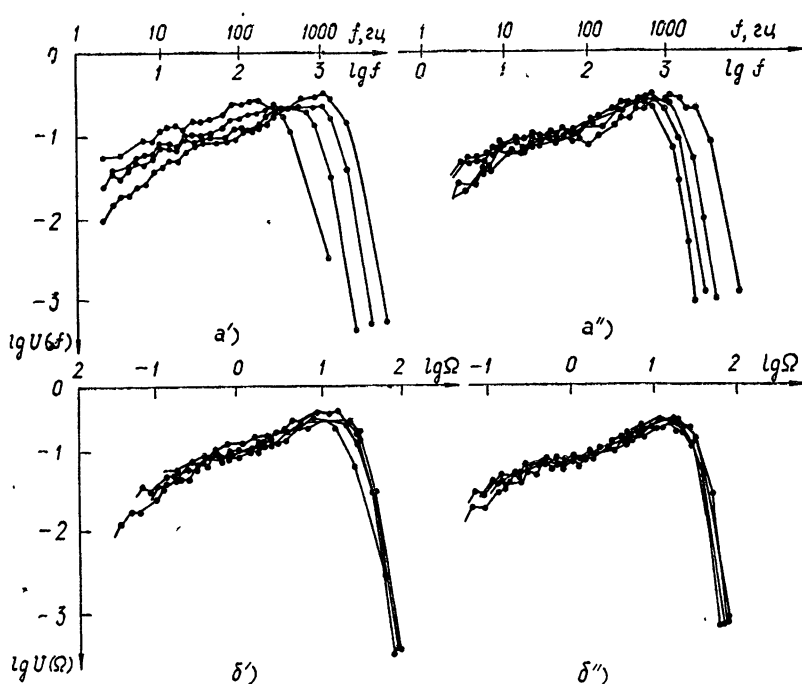 1 10 100 1000 f, гц
0 1 2 3 lg f
-1
-2
-3
lg U(f)
а')
1 10 100 1000 f, гц
0 1 2 3 lg f
а")
2 -1 0 1 2 lg Ω
0
-1
-2
-3
lg U(Ω)
б')
-1 0 1 2 lg Ω
б")